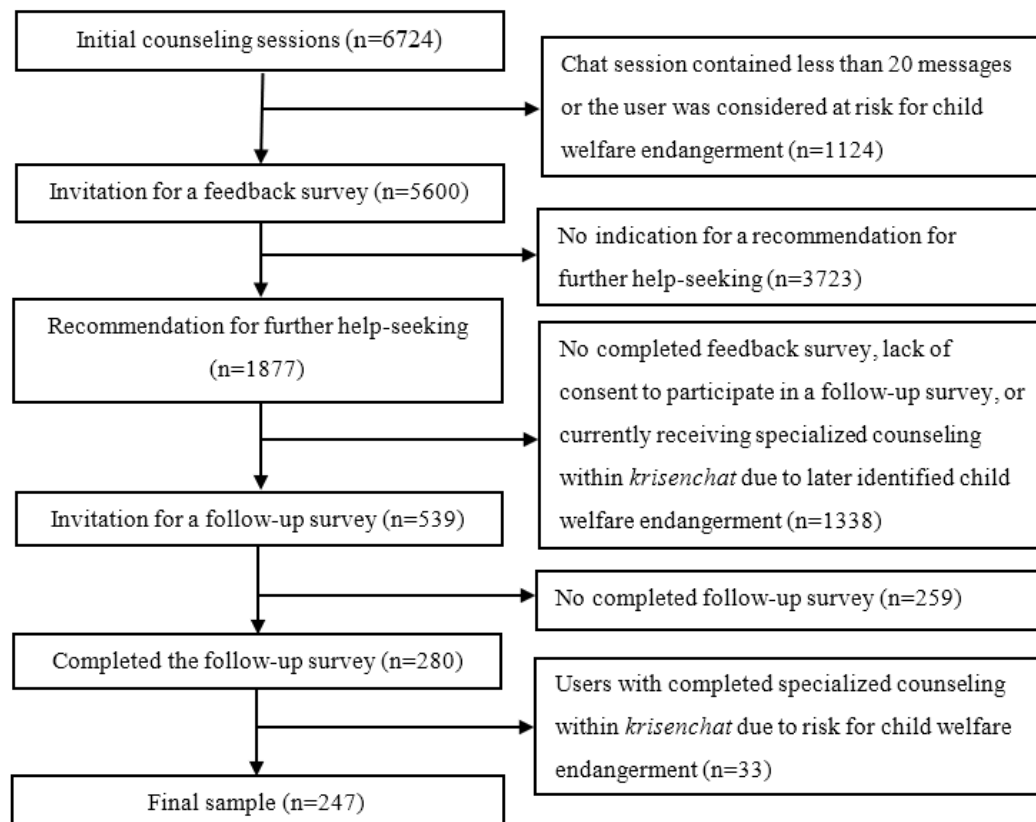 Initial counseling sessions (n=6724)
Chat session contained less than 20 messages
or the user was considered at risk for child
welfare endangerment (n=1124)
Invitation for a feedback survey (n=5600)
No indication for a recommendation for
further help-seeking (n=3723)
Recommendation for further help-seeking
(n=1877)
No completed feedback survey, lack of
consent to participate in a follow-up survey, or
currently receiving specialized counseling
within krisenchat due to later identified child
welfare endangerment (n=1338)
Invitation for a follow-up survey (n=539)
No completed follow-up survey (n=259)
Completed the follow-up survey (n=280)
Users with completed specialized counseling
within krisenchat due to risk for child welfare
endangerment (n=33)
Final sample (n=247)